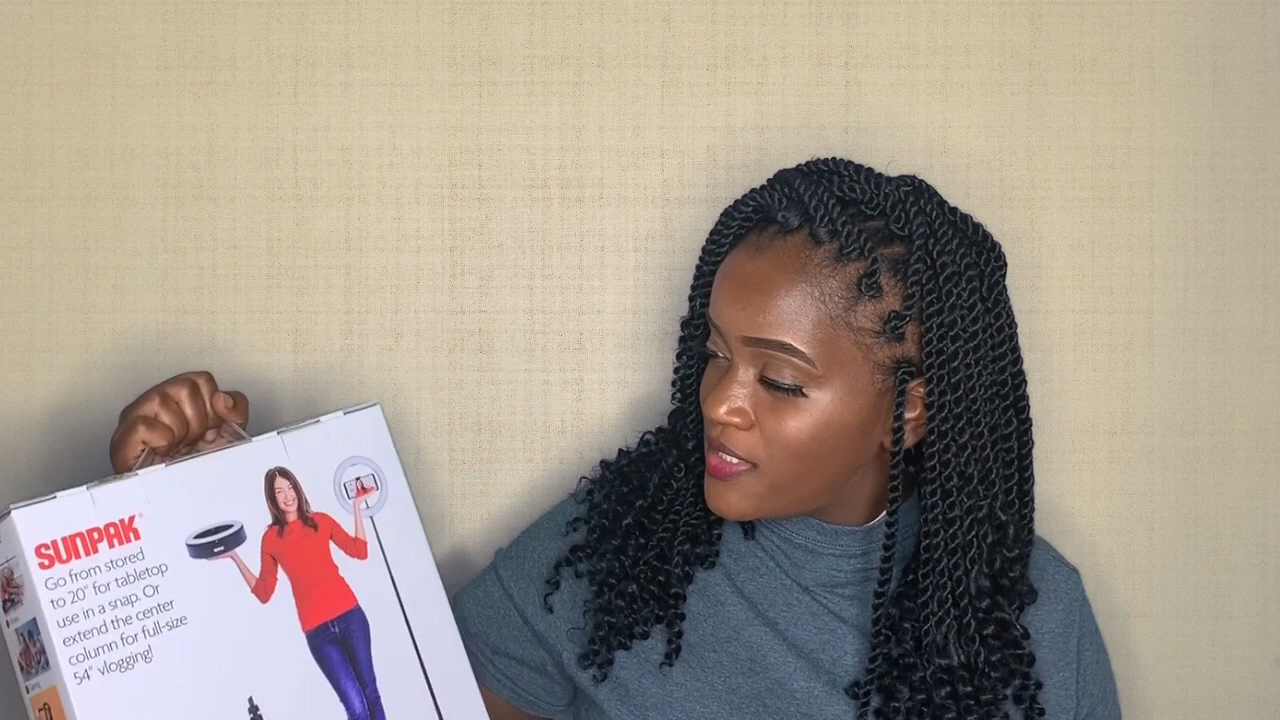 SUNPAK®
Go from stored
to 20" for tabletop
use in a snap. Or
extend the center
column for full-size
54" vlogging!